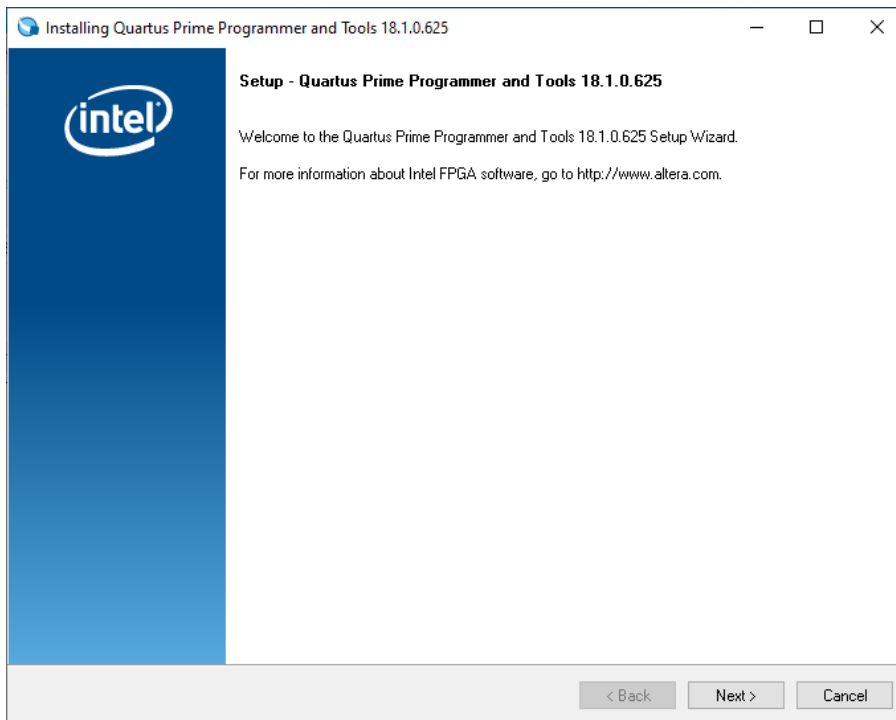 Installing Quartus Prime Programmer and Tools 18.1.0.625
intel
Setup - Quartus Prime Programmer and Tools 18.1.0.625
Welcome to the Quartus Prime Programmer and Tools 18.1.0.625 Setup Wizard.
For more information about Intel FPGA software, go to http://www.altera.com.
< Back Next > Cancel